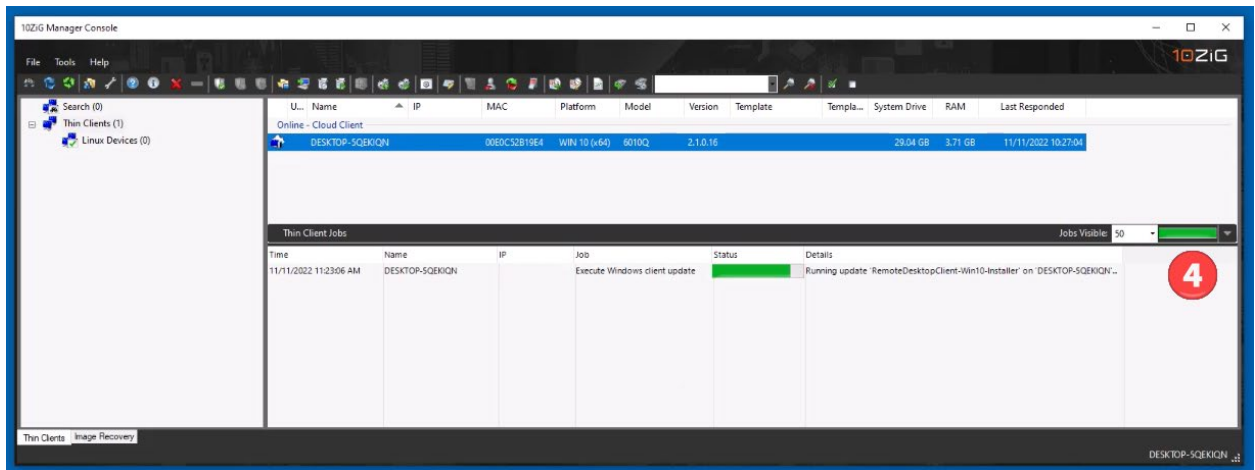 10ZiG Manager Console
10ZiG
File Tools Help
Search (0)
Thin Clients (1)
Linux Devices (0)
U... Name IP MAC Platform Model Version Template Templa... System Drive RAM Last Responded
Online - Cloud Client
DESKTOP-5QEKIQN 00E0C52B19E4 WIN 10 (x64) 6010Q 2.1.0.16 29.04 GB 3.71 GB 11/11/2022 10:27:04
Thin Client Jobs Jobs Visible: 50
Time Name IP Job Status Details
11/11/2022 11:23:06 AM DESKTOP-5QEKIQN Execute Windows client update Running update 'RemoteDesktopClient-Win10-Installer' on 'DESKTOP-5QEKIQN'...
4
Thin Clients Image Recovery
DESKTOP-5QEKIQN